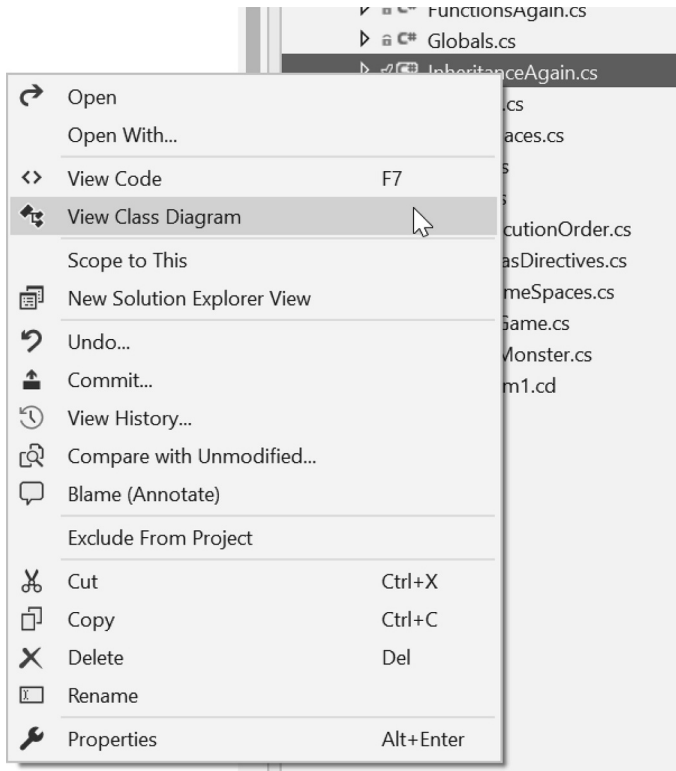 FunctionsAgain.cs
C# Globals.cs
C# InheritanceAgain.cs
Open
.cs
Open With...
aces.cs
View Code F7
s
View Class Diagram
s
cutionOrder.cs
Scope to This
asDirectives.cs
New Solution Explorer View
meSpaces.cs
Undo...
Game.cs
Monster.cs
Commit...
m1.cd
View History...
Compare with Unmodified...
Blame (Annotate)
Exclude From Project
Cut Ctrl+X
Copy Ctrl+C
Delete Del
Rename
Properties Alt+Enter